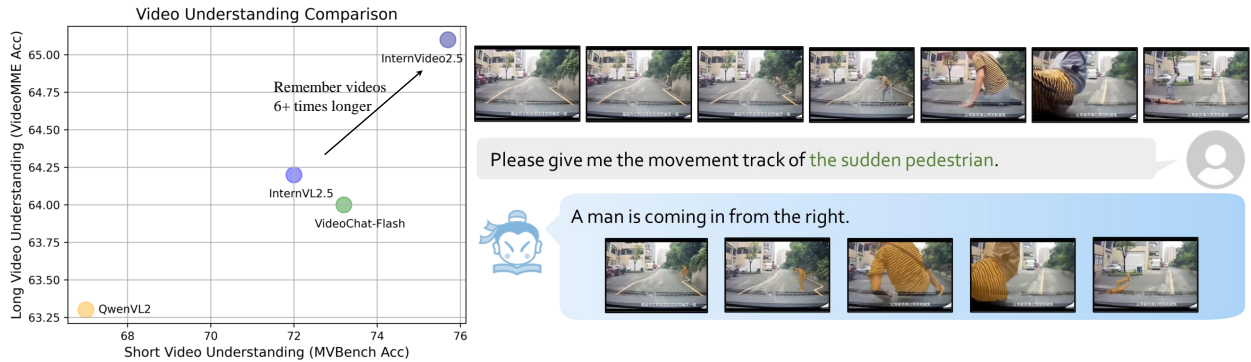 Video Understanding Comparison
Long Video Understanding (VideoMME Acc)
65.00
64.75
64.50
64.25
64.00
63.75
63.50
63.25
InternVideo2.5
Remember videos
6+ times longer
InternVL2.5
VideoChat-Flash
QwenVL2
68
70
72
74
76
Short Video Understanding (MVBench Acc)
Please give me the movement track of the sudden pedestrian.
A man is coming in from the right.